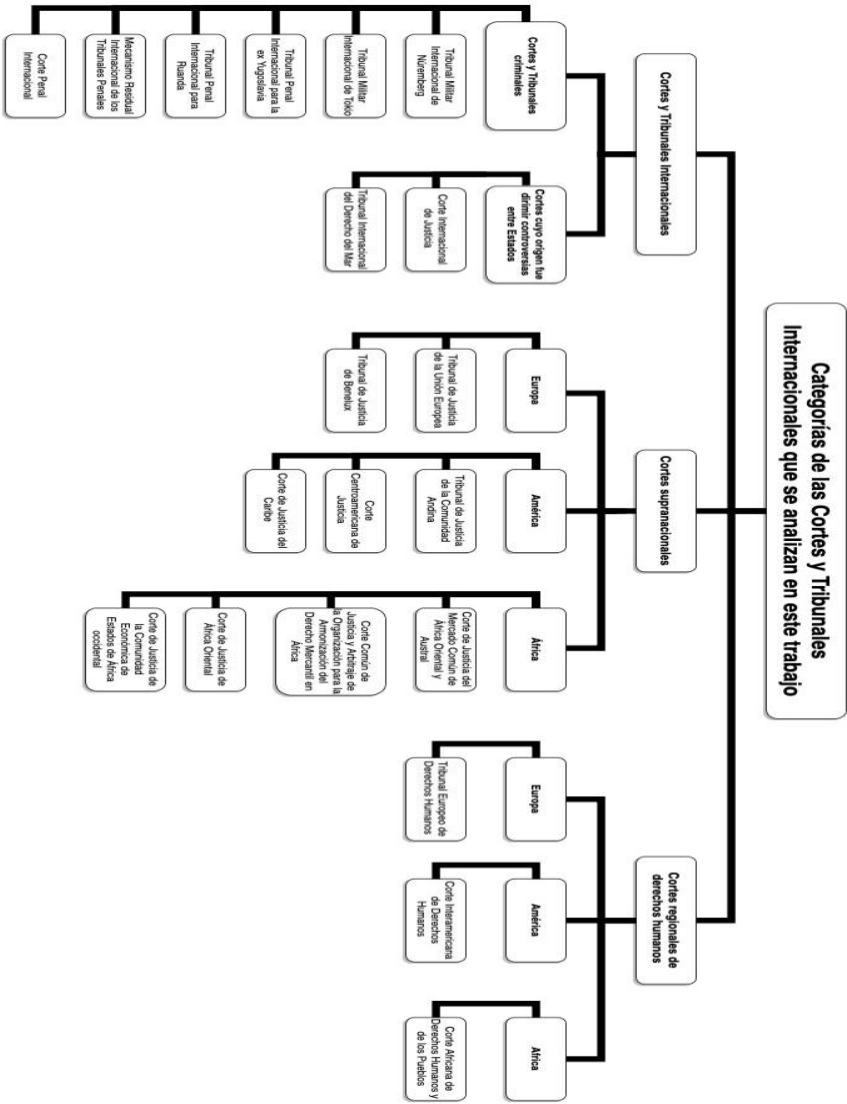 Categorías de las Cortes y Tribunales
Internacionales que se analizan en este trabajo
Cortes y Tribunales Internacionales
Cortes y Tribunales
criminales
Tribunal Militar
Internacional de
Núremberg
Tribunal Militar
Internacional de Tokio
Tribunal Penal
Internacional para la
ex Yugoslavia
Tribunal Penal
Internacional para
Ruanda
Mecanismo Residual
Internacional de los
Tribunales Penales
Corte Penal
Internacional
Cortes cuyo origen fue
dirimir controversias
entre Estados
Corte Internacional
de Justicia
Tribunal Internacional
del Derecho del Mar
Cortes supranacionales
Europa
Tribunal de Justicia
de la Unión Europea
Tribunal de Justicia
de Benelux
América
Tribunal de Justicia
de la Comunidad
Andina
Corte
Centroamericana de
Justicia
Corte de Justicia del
Caribe
África
Corte de Justicia del
Mercado Común de
África Oriental y
Austral
Corte Común de
Justicia y Arbitraje de
la Organización para la
Armonización del
Derecho Mercantil en
África
Corte de Justicia de
África Oriental
Corte de Justicia de
la Comunidad
Económica de
Estados de África
occidental
Cortes regionales de
derechos humanos
Europa
Tribunal Europeo de
Derechos Humanos
América
Corte Interamericana
de Derechos
Humanos
Africa
Corte Africana de
Derechos Humanos y
de los Pueblos